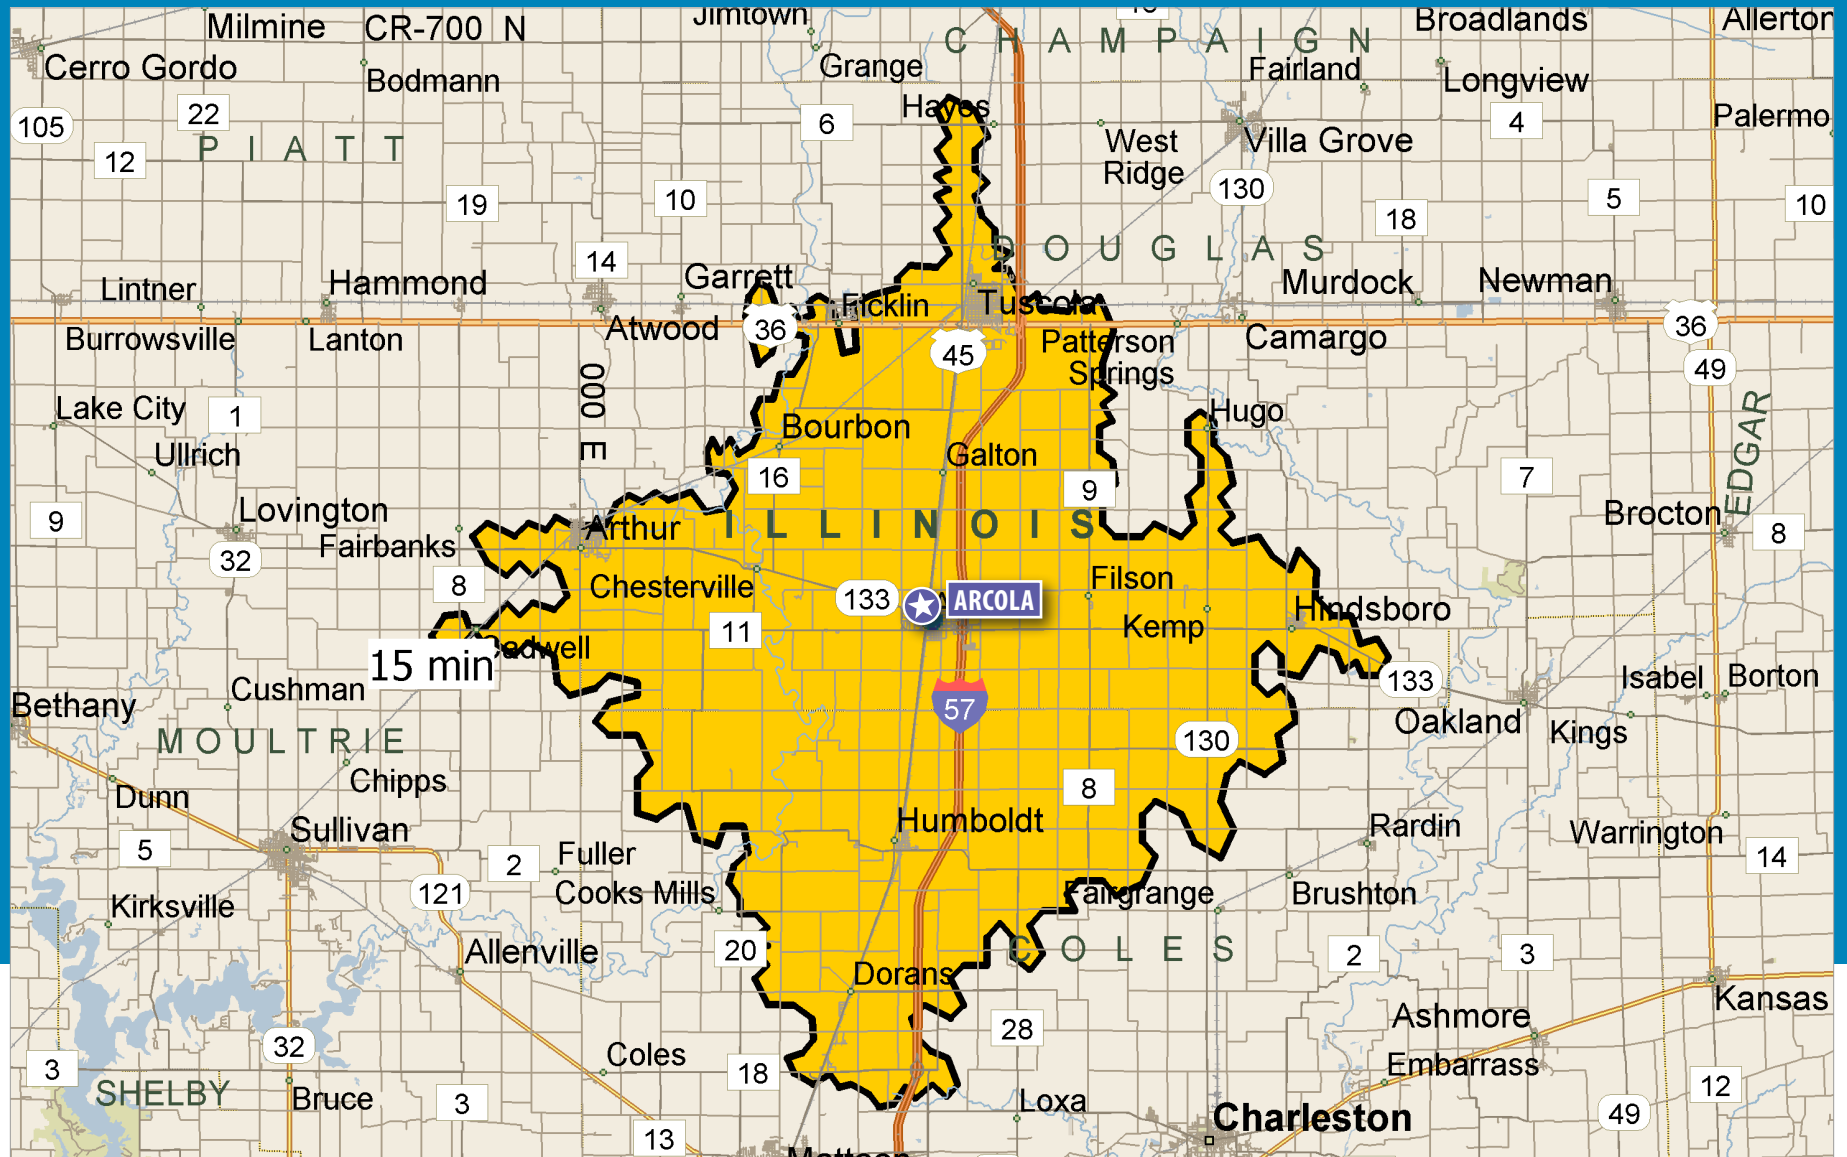 Milmine
CR-700 N
Jimtown
Broadlands
Allerton
CHAMPAIGN
Cerro Gordo
Bodmann
Grange
Fairland
Longview
Hayes
105
22
6
4
Palermo
PIATT
12
West
Ridge
Villa Grove
130
19
10
18
5
10
DOUGLAS
14
Garrett
Lintner
Hammond
Murdock
Newman
Ficklin
Tuscola
Burrowsville
Lanton
Atwood
36
45
Patterson
Springs
Camargo
36
49
000 E
Lake City
1
Hugo
EDGAR
Ullrich
Bourbon
Galton
16
9
7
9
Lovington
Arthur
ILLINOIS
Brocton
8
Fairbanks
32
8
Chesterville
133
ARCOLA
Filson
Hindsboro
11
Kemp
Cadwell
15 min
Cushman
133
Isabel
Borton
Bethany
57
Oakland
Kings
MOULTRIE
130
Chipps
8
Dunn
Humboldt
Sullivan
Rardin
Warrington
5
2
Fuller
14
Cooks Mills
121
Fairgrange
Brushton
Kirksville
Allenville
20
COLES
2
3
Dorans
Kansas
28
Ashmore
32
Coles
18
Embarrass
3
SHELBY
Bruce
3
Loxa
12
49
Charleston
13